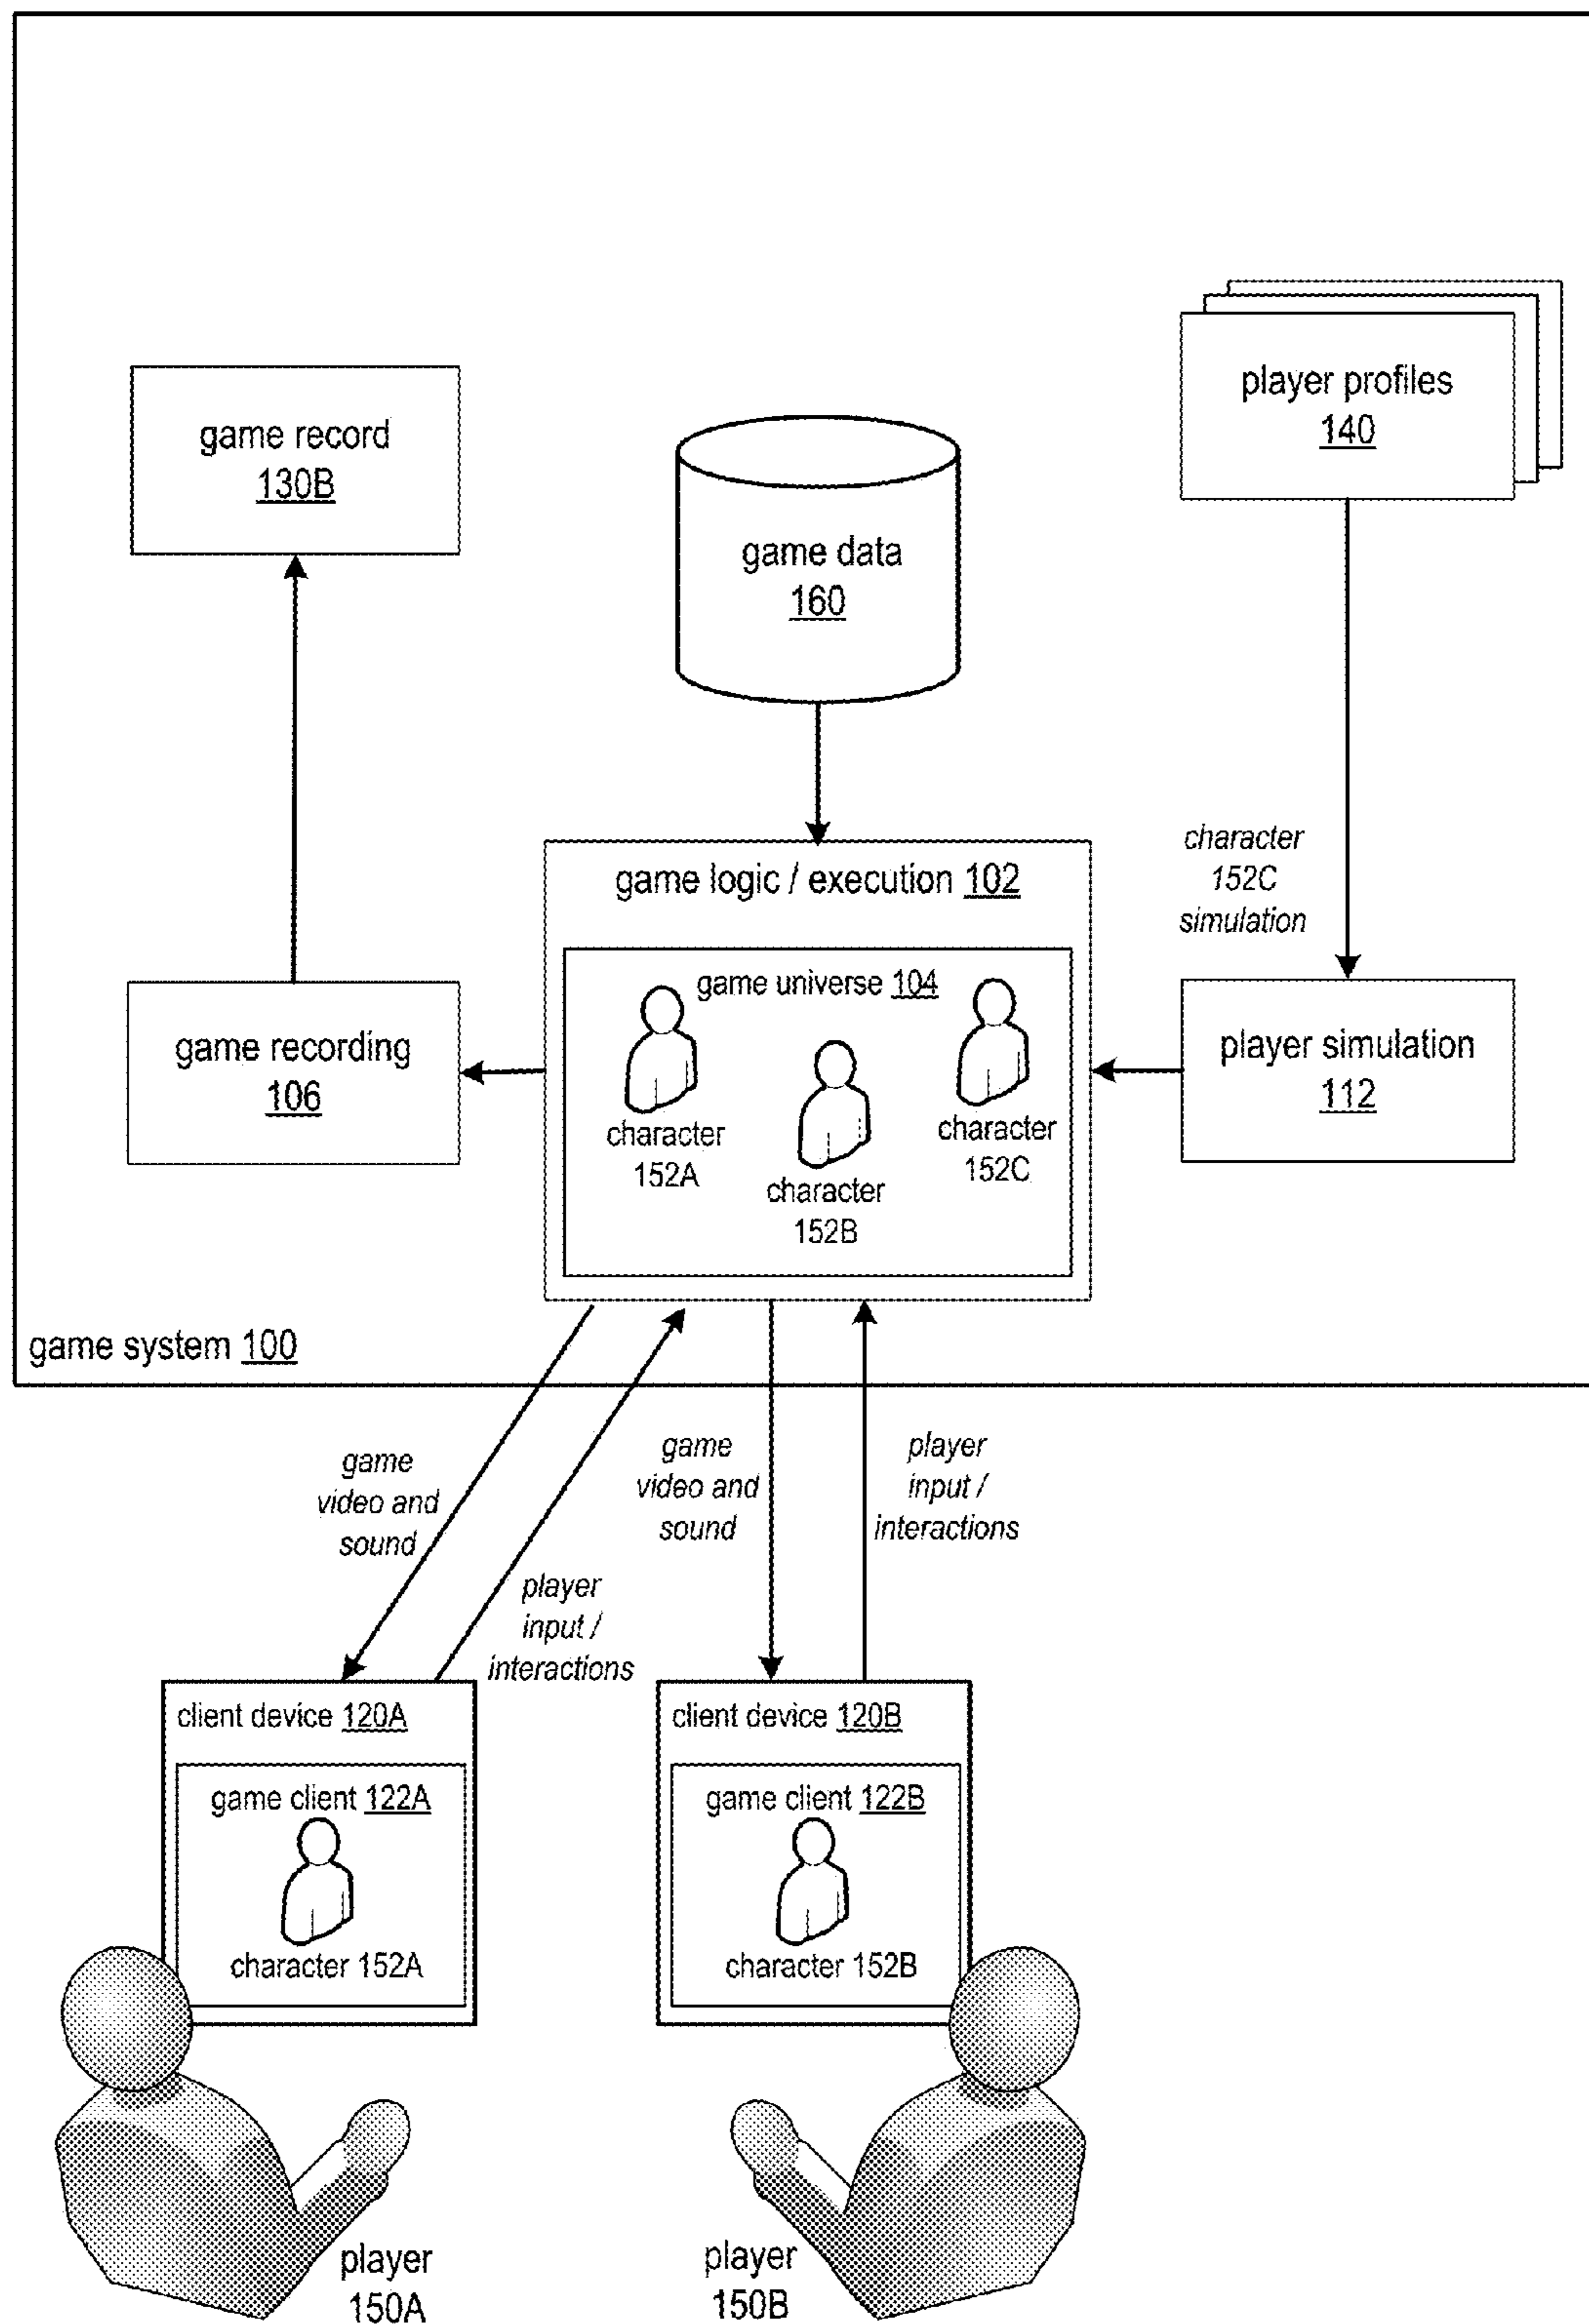 player profiles
140
game record
130B
game data
160
character
152C
simulation
game logic / execution 102
game universe 104
character
152A
character
152B
character
152C
game recording
106
player simulation
112
game system 100
game
video and
sound
player
input /
interactions
game
video and
sound
player
input /
interactions
client device 120A
game client 122A
character 152A
client device 120B
game client 122B
character 152B
player
150A
player
150B